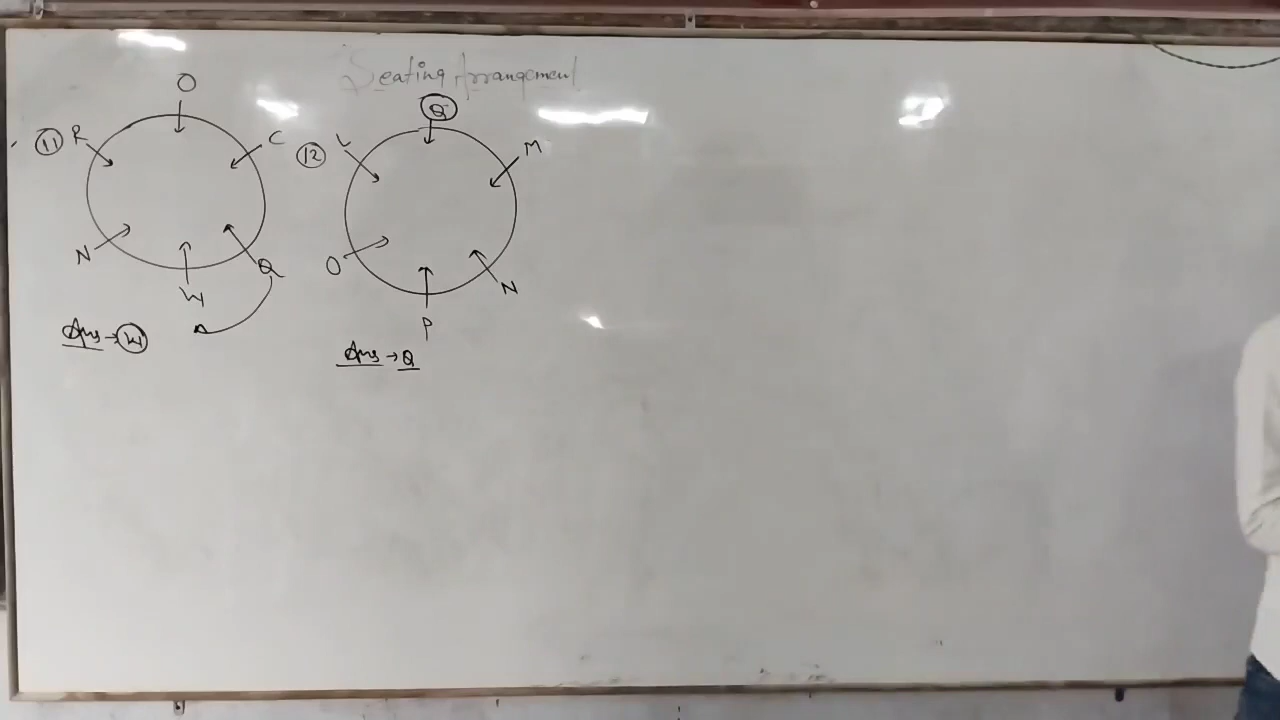 Seating Arrangement
11
O
R
C
N
W
Q
Ans → W
12
Q
L
M
O
N
P
Ans → Q